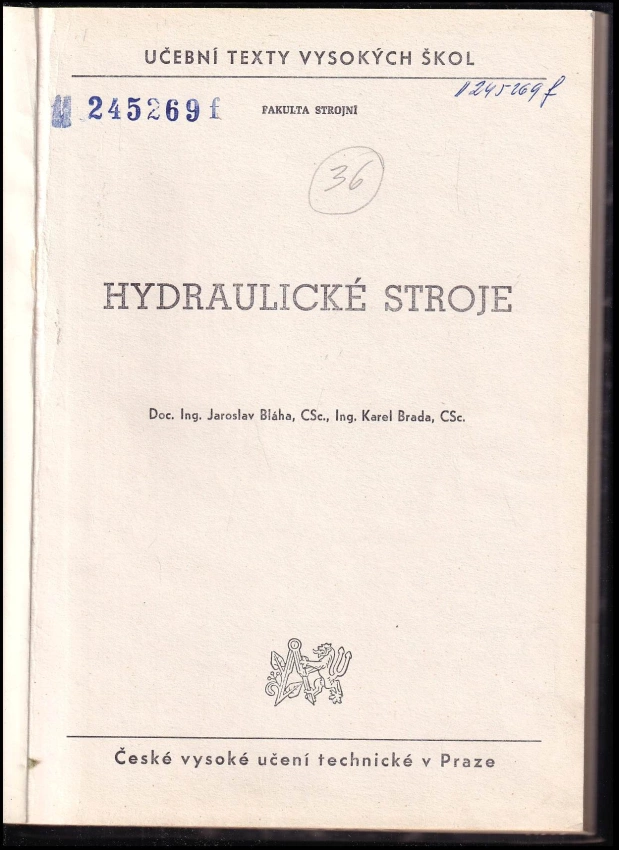 UČEBNÍ TEXTY VYSOKÝCH ŠKOL
245269 f
245269 f
FAKULTA STROJNÍ
36
HYDRAULICKÉ STROJE
Doc. Ing. Jaroslav Bláha, CSc., Ing. Karel Brada, CSc.
České vysoké učení technické v Praze